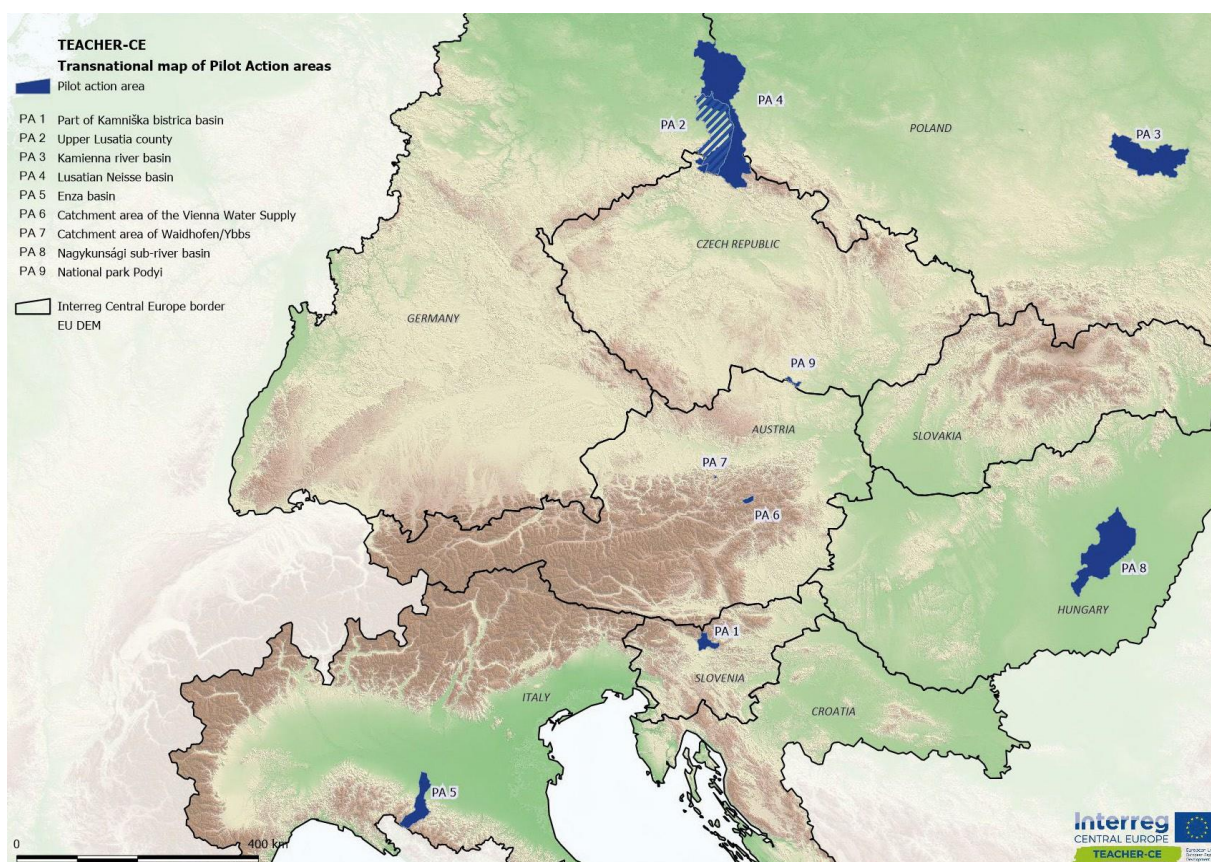 TEACHER-CE
Transnational map of Pilot Action areas
Pilot action area
PA 1 Part of Kamniška bistrica basin
PA 2 Upper Lusatia county
PA 3 Kamienna river basin
PA 4 Lusatian Neisse basin
PA 5 Enza basin
PA 6 Catchment area of the Vienna Water Supply
PA 7 Catchment area of Waidhofen/Ybbs
PA 8 Nagykunsági sub-river basin
PA 9 National park Podyi
Interreg Central Europe border
EU DEM
PA 4
PA 2
POLAND
PA 3
CZECH REPUBLIC
GERMANY
PA 9
AUSTRIA
SLOVAKIA
PA 7
PA 6
PA 8
HUNGARY
PA 1
SLOVENIA
ITALY
CROATIA
PA 5
0
400 km
Interreg
CENTRAL EUROPE
TEACHER-CE